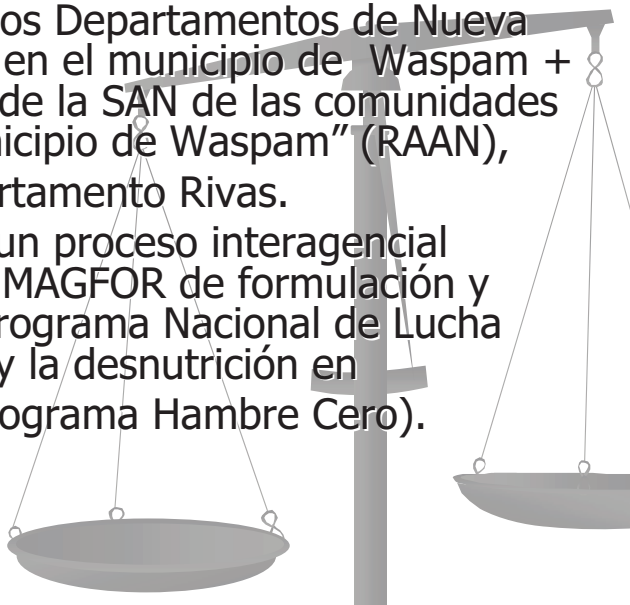 os Departamentos de Nueva
en el municipio de Waspam +
de la SAN de las comunidades
icipio de Waspam” (RAAN),
rtamento Rivas.
un proceso interagencial
MAGFOR de formulación y
rograma Nacional de Lucha
y la desnutrición en
ograma Hambre Cero).